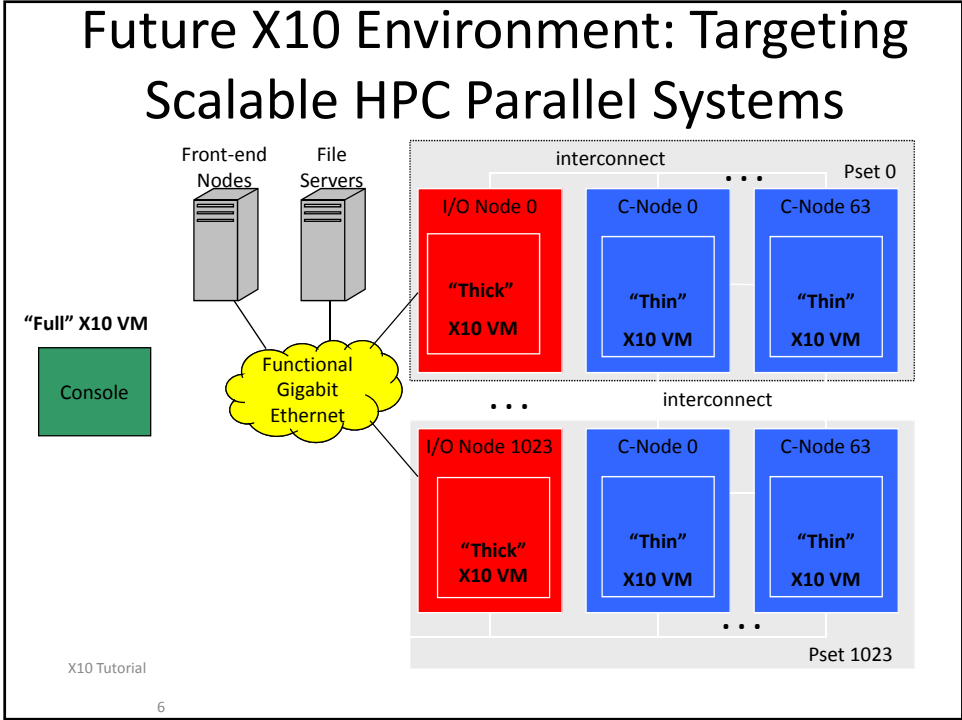 Future X10 Environment: Targeting
Scalable HPC Parallel Systems
Front-end
Nodes
File
Servers
interconnect
. . .
Pset 0
I/O Node 0
C-Node 0
C-Node 63
“Thick”
X10 VM
“Thin”
X10 VM
“Thin”
X10 VM
“Full” X10 VM
Console
Functional
Gigabit
Ethernet
. . .
interconnect
I/O Node 1023
C-Node 0
C-Node 63
“Thick”
X10 VM
“Thin”
X10 VM
“Thin”
X10 VM
. . .
Pset 1023
X10 Tutorial
6